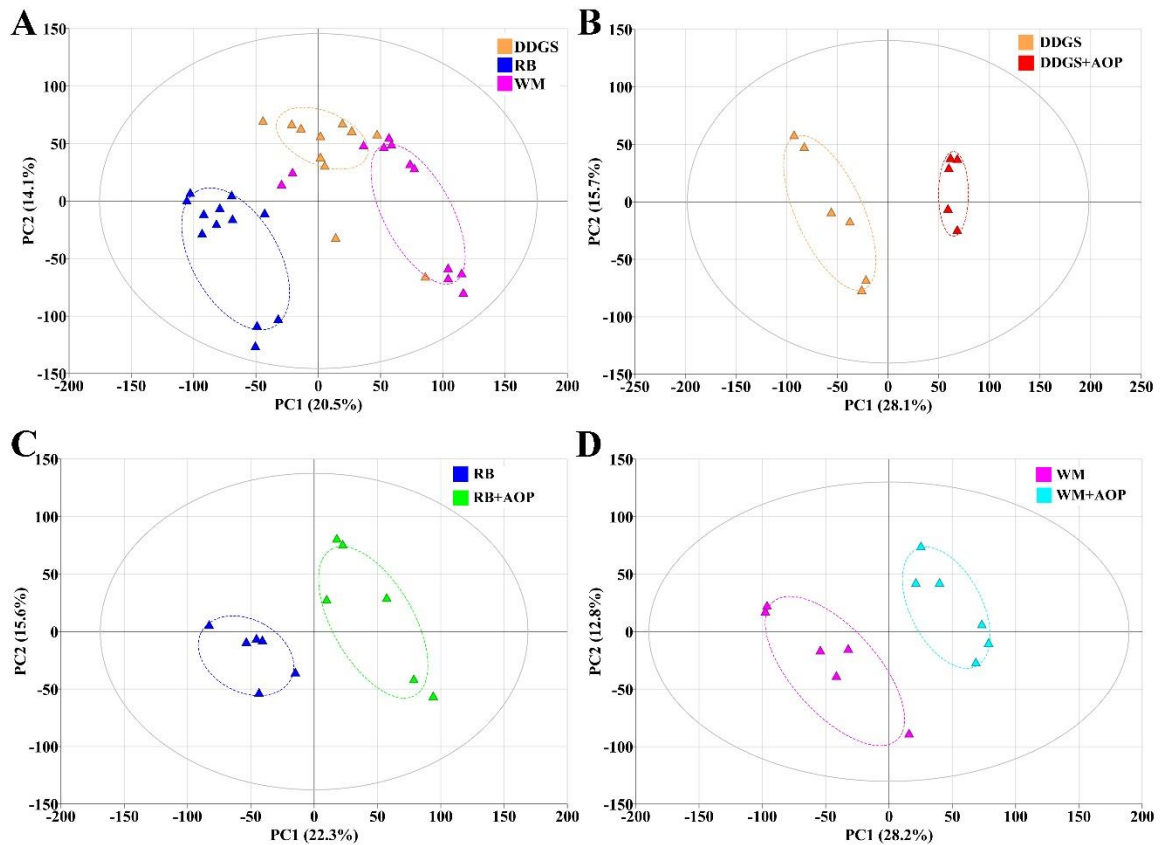 A
DDGS
RB
WM
150
100
50
0
-50
-100
-150
PC2 (14.1%)
-200 -150 -100 -50 0 50 100 150 200
PC1 (20.5%)
B
DDGS
DDGS+AOP
150
100
50
0
-50
-100
-150
PC2 (15.7%)
-250 -200 -150 -100 -50 0 50 100 150 200 250
PC1 (28.1%)
C
RB
RB+AOP
150
100
50
0
-50
-100
-150
PC2 (15.6%)
-200 -150 -100 -50 0 50 100 150 200
PC1 (22.3%)
D
WM
WM+AOP
150
100
50
0
-50
-100
-150
PC2 (12.8%)
-200 -150 -100 -50 0 50 100 150 200
PC1 (28.2%)